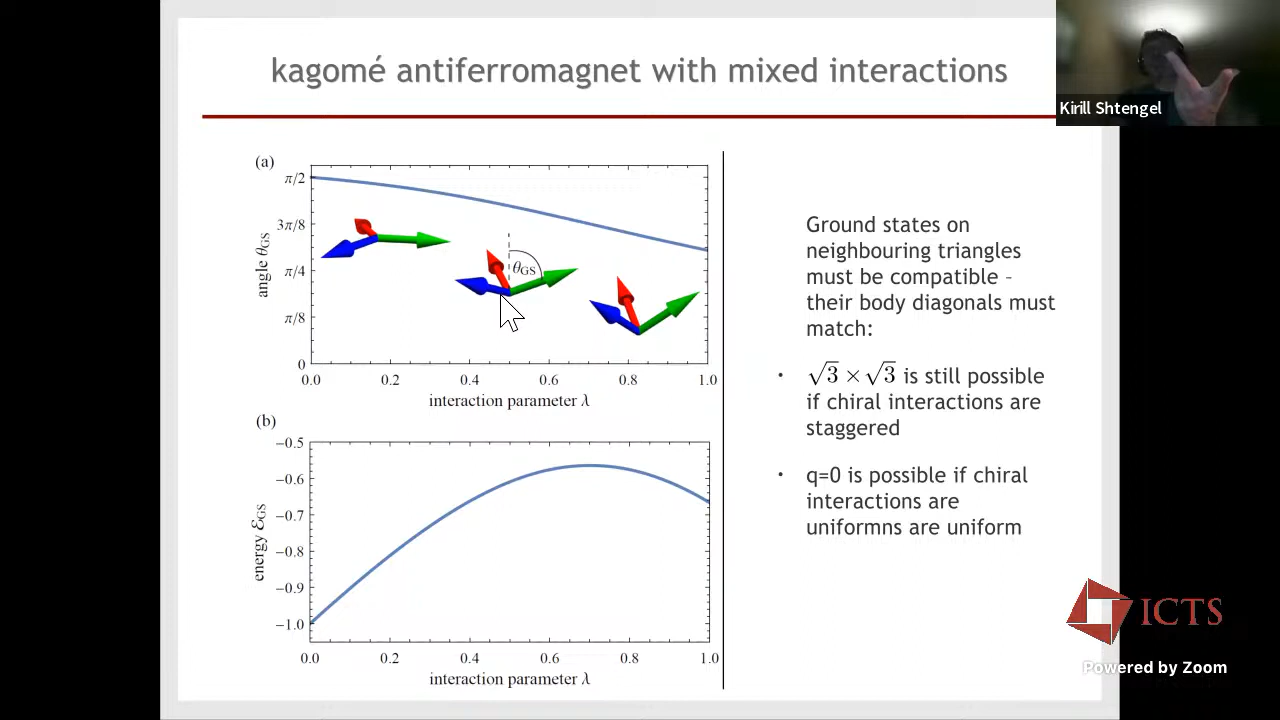 kagomé antiferromagnet with mixed interactions
Kirill Shtengel
(a)
π/2
3π/8
π/4
π/8
0
angle θGS
θGS
0.0 0.2 0.4 0.6 0.8 1.0
interaction parameter λ
(b)
−0.5
−0.6
−0.7
−0.8
−0.9
−1.0
energy ℰGS
0.0 0.2 0.4 0.6 0.8 1.0
interaction parameter λ
Ground states on
neighbouring triangles
must be compatible –
their body diagonals must
match:
• √3 × √3 is still possible
if chiral interactions are
staggered
• q=0 is possible if chiral
interactions are
uniformns are uniform
ICTS
Powered by Zoom